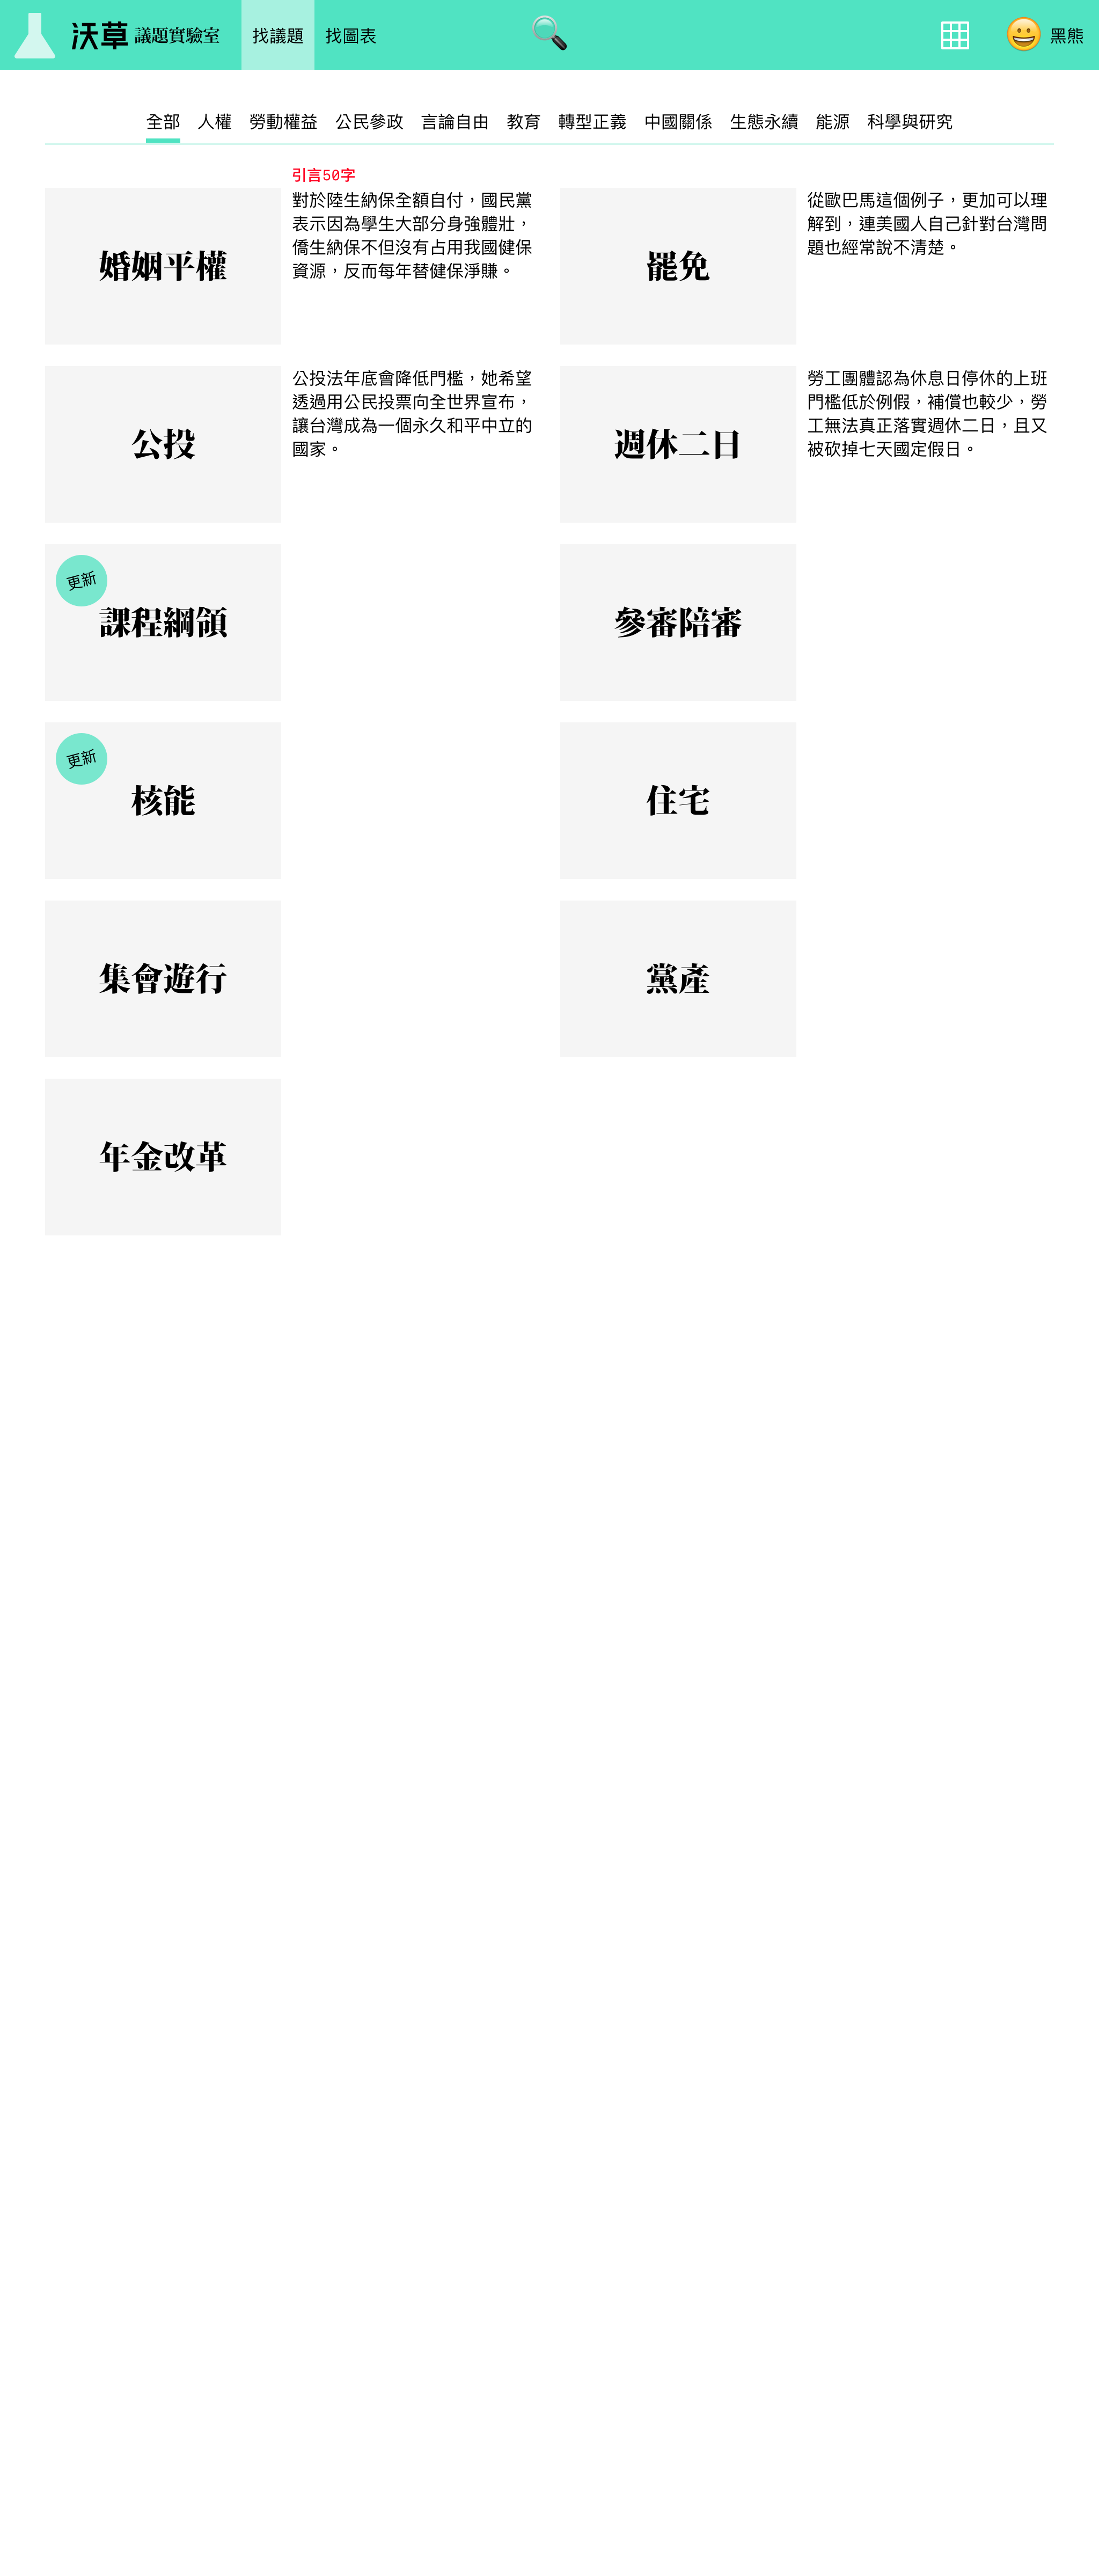 沃草 議題實驗室 找議題 找圖表 黑熊
全部 人權 勞動權益 公民參政 言論自由 教育 轉型正義 中國關係 生態永續 能源 科學與研究
引言50字
婚姻平權
對於陸生納保全額自付，國民黨
表示因為學生大部分身強體壯，
僑生納保不但沒有占用我國健保
資源，反而每年替健保淨賺。
罷免
從歐巴馬這個例子，更加可以理
解到，連美國人自己針對台灣問
題也經常說不清楚。
公投
公投法年底會降低門檻，她希望
透過用公民投票向全世界宣布，
讓台灣成為一個永久和平中立的
國家。
週休二日
勞工團體認為休息日停休的上班
門檻低於例假，補償也較少，勞
工無法真正落實週休二日，且又
被砍掉七天國定假日。
更新
課程綱領
參審陪審
更新
核能
住宅
集會遊行
黨產
年金改革